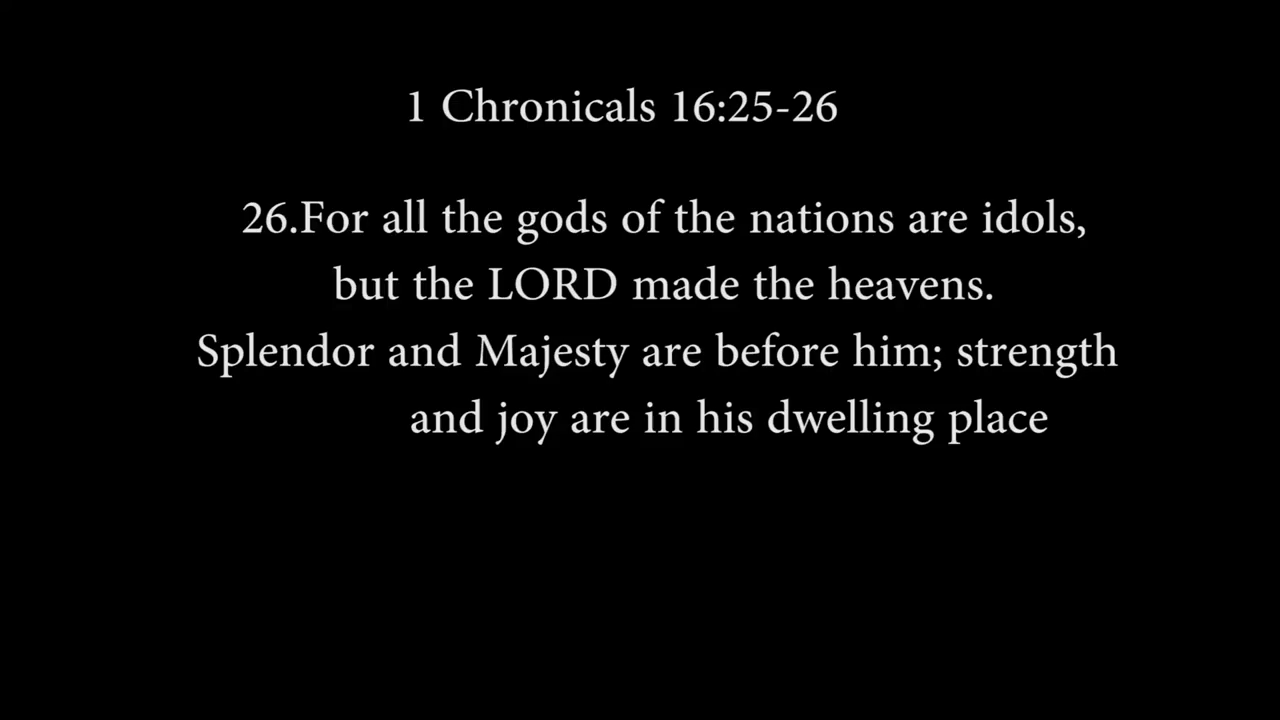 1 Chronicals 16:25-26
26.For all the gods of the nations are idols,
but the LORD made the heavens.
Splendor and Majesty are before him; strength
and joy are in his dwelling place